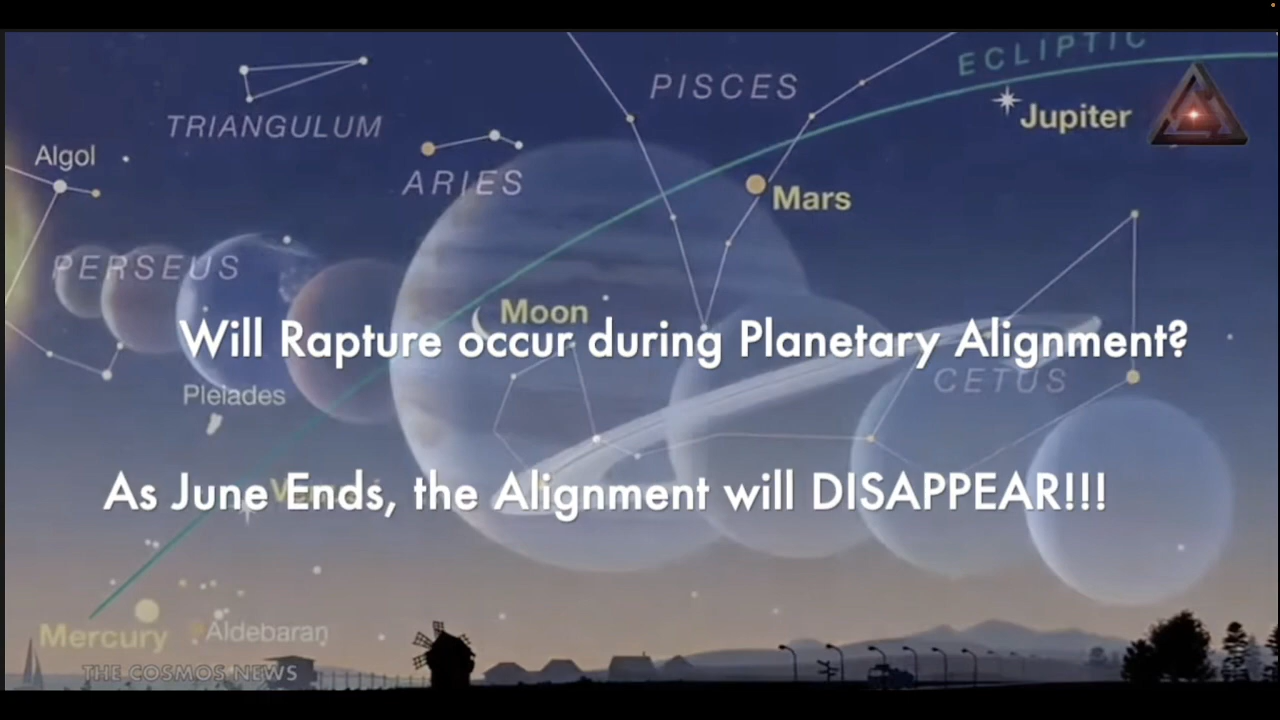 ECLIPTIC
PISCES
Jupiter
TRIANGULUM
Algol
ARIES
Mars
PERSEUS
Moon
Will Rapture occur during Planetary Alignment?
CETUS
Pleiades
As June Ends, the Alignment will DISAPPEAR!!!
Mercury
Aldebaran
THE COSMOS NEWS